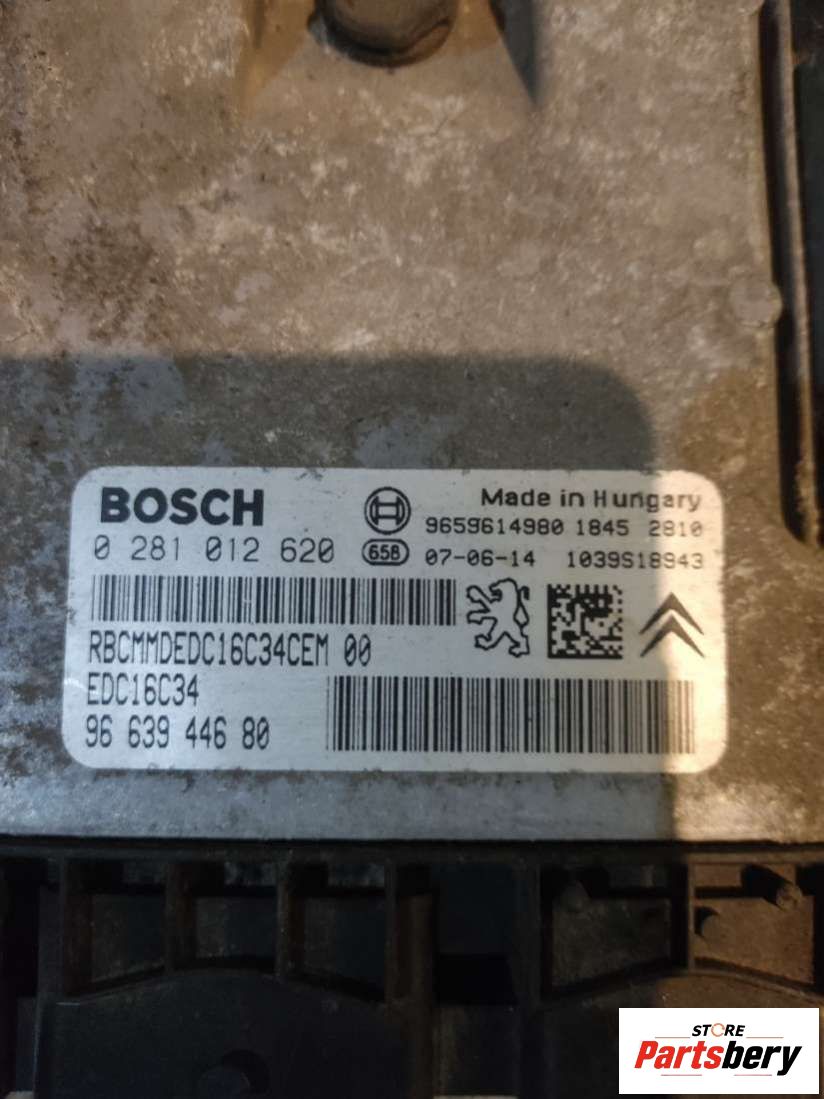 BOSCH
Made in Hungary
9659614980 1845 2810
0 281 012 620
658 07-06-14 1039S18943
RBCMMDEDC16C34CEM 00
EDC16C34
96 639 446 80
STORE
Partsbery